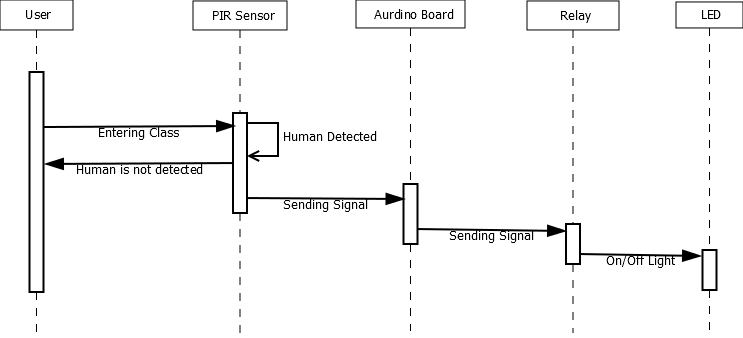 User
PIR Sensor
Aurdino Board
Relay
LED
Entering Class
Human Detected
Human is not detected
Sending Signal
Sending Signal
On/Off Light